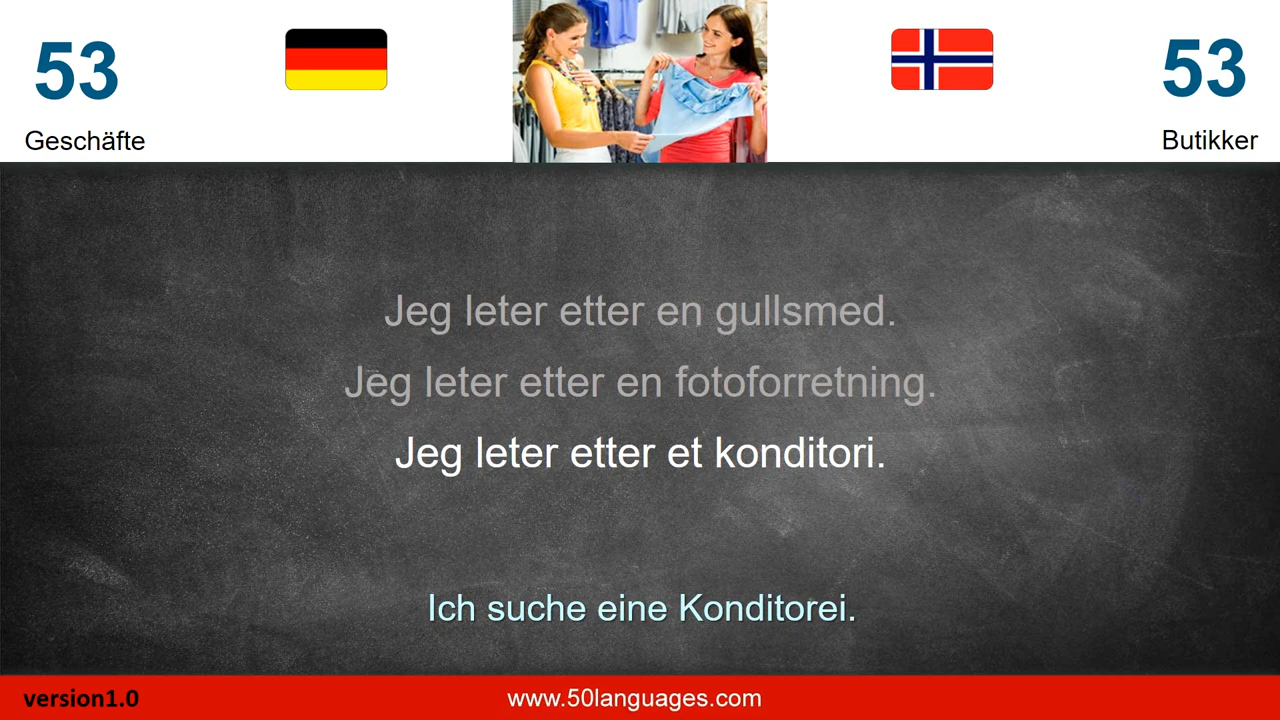 53
53
Geschäfte
Butikker
Jeg leter etter en gullsmed.
Jeg leter etter en fotoforretning.
Jeg leter etter et konditori.
Ich suche eine Konditorei.
version1.0
www.50languages.com